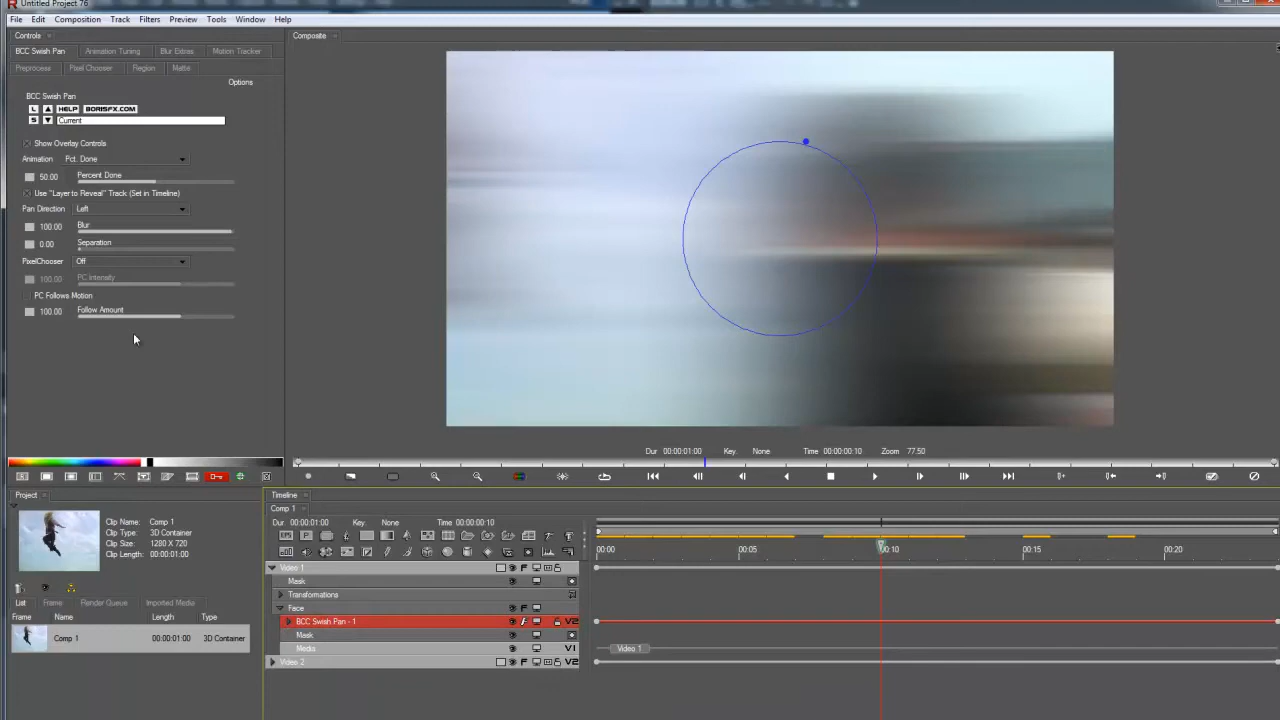 Untitled Project 76
File Edit Composition Track Filters Preview Tools Window Help
Controls
Composite
BCC Swish Pan Animation Tuning Blur Extras Motion Tracker
Preprocess Pixel Chooser Region Matte
Options
BCC Swish Pan
L HELP BORISFX.COM
S Current
Show Overlay Controls
Animation Pct. Done
50.00 Percent Done
Use "Layer to Reveal" Track (Set in Timeline)
Pan Direction Left
100.00 Blur
0.00 Separation
PixelChooser Off
100.00 PC Intensity
PC Follows Motion
100.00 Follow Amount
Dur 00:00:01:00 Key. None Time 00:00:00:10 Zoom 77.50
Project
Clip Name: Comp 1
Clip Type: 3D Container
Clip Size: 1280 X 720
Clip Length: 00:00:01:00
List Frame Render Queue Imported Media
Frame Name Length Type
Comp 1 00:00:01:00 3D Container
Timeline
Comp 1
Dur 00:00:01:00 Key: None Time 00:00:00:10
00:00 00:05 00:10 00:15 00:20
Video 1
Mask
Transformations
Face
BCC Swish Pan - 1 V2
Mask
Media V1 Video 1
Video 2 V2